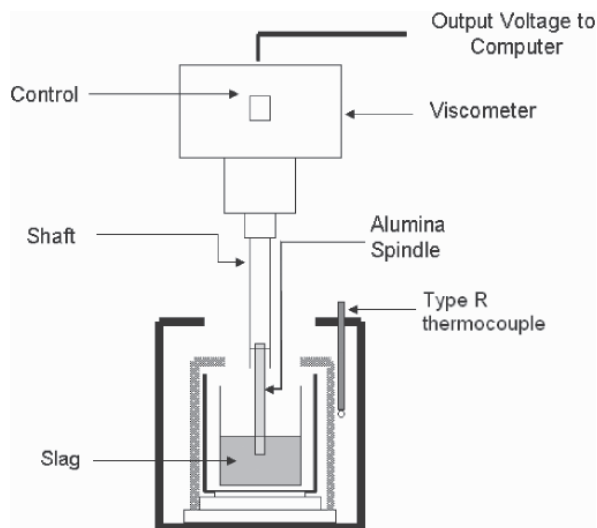 Output Voltage to
Computer
Control
Viscometer
Shaft
Alumina
Spindle
Type R
thermocouple
Slag